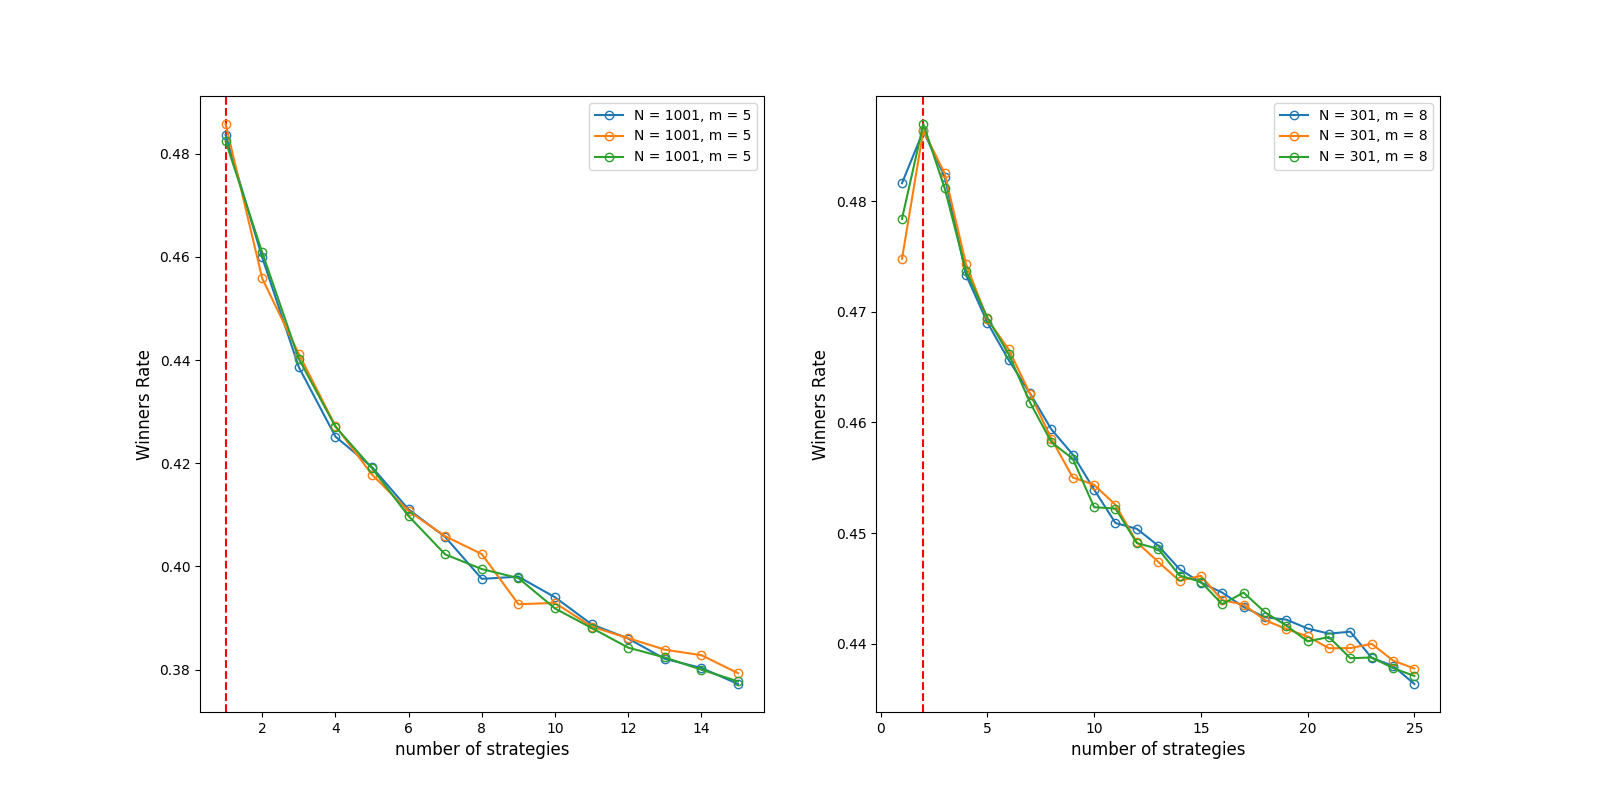 N = 1001, m = 5
N = 1001, m = 5
N = 1001, m = 5
0.48
0.46
0.44
0.42
0.40
0.38
Winners Rate
2 4 6 8 10 12 14
number of strategies
N = 301, m = 8
N = 301, m = 8
N = 301, m = 8
0.48
0.47
0.46
0.45
0.44
Winners Rate
0 5 10 15 20 25
number of strategies